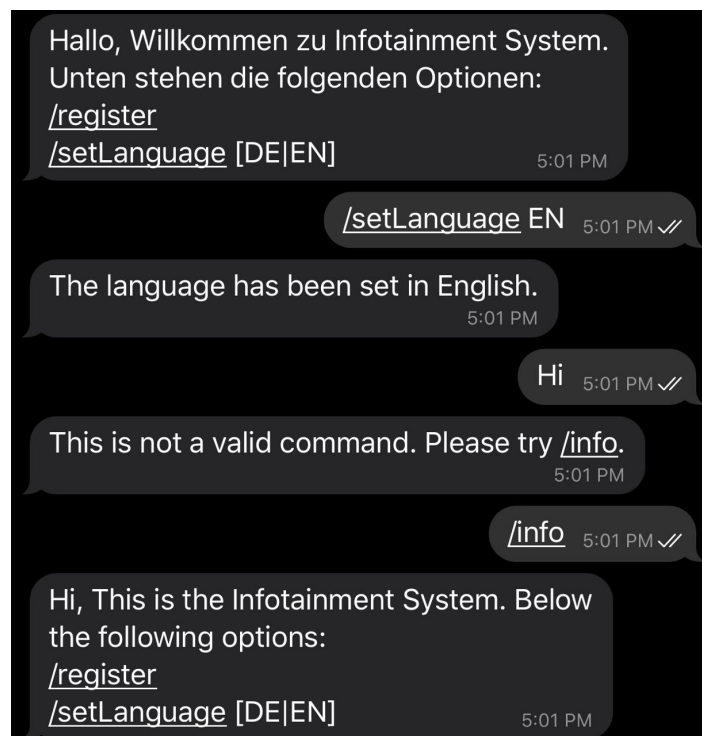 Hallo, Willkommen zu Infotainment System.
Unten stehen die folgenden Optionen:
/register
/setLanguage [DE|EN]
5:01 PM
/setLanguage EN 5:01 PM
The language has been set in English.
5:01 PM
Hi 5:01 PM
This is not a valid command. Please try /info.
5:01 PM
/info 5:01 PM
Hi, This is the Infotainment System. Below
the following options:
/register
/setLanguage [DE|EN]
5:01 PM